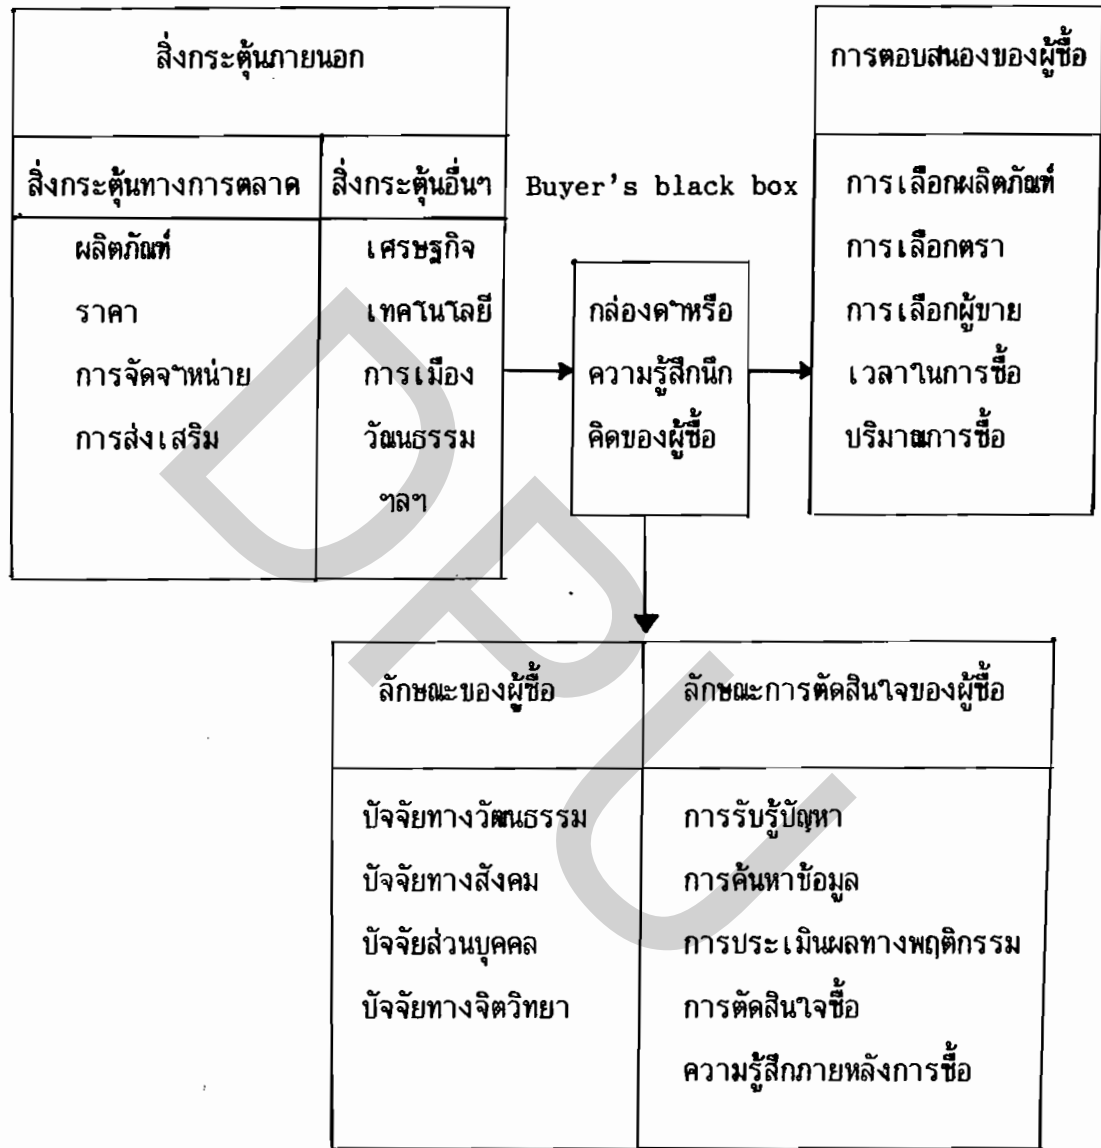 สิ่งกระตุ้นภายนอก
สิ่งกระตุ้นทางการตลาด
ผลิตภัณฑ์
ราคา
การจัดจำหน่าย
การส่งเสริม
สิ่งกระตุ้นอื่นๆ
เศรษฐกิจ
เทคโนโลยี
การเมือง
วัฒนธรรม
ฯลฯ
Buyer's black box
กล่องดำหรือ
ความรู้สึกนึก
คิดของผู้ซื้อ
การตอบสนองของผู้ซื้อ
การเลือกผลิตภัณฑ์
การเลือกตรา
การเลือกผู้ขาย
เวลาในการซื้อ
ปริมาณการซื้อ
ลักษณะของผู้ซื้อ
ปัจจัยทางวัฒนธรรม
ปัจจัยทางสังคม
ปัจจัยส่วนบุคคล
ปัจจัยทางจิตวิทยา
ลักษณะการตัดสินใจของผู้ซื้อ
การรับรู้ปัญหา
การค้นหาข้อมูล
การประเมินผลทางพฤติกรรม
การตัดสินใจซื้อ
ความรู้สึกภายหลังการซื้อ
DPU